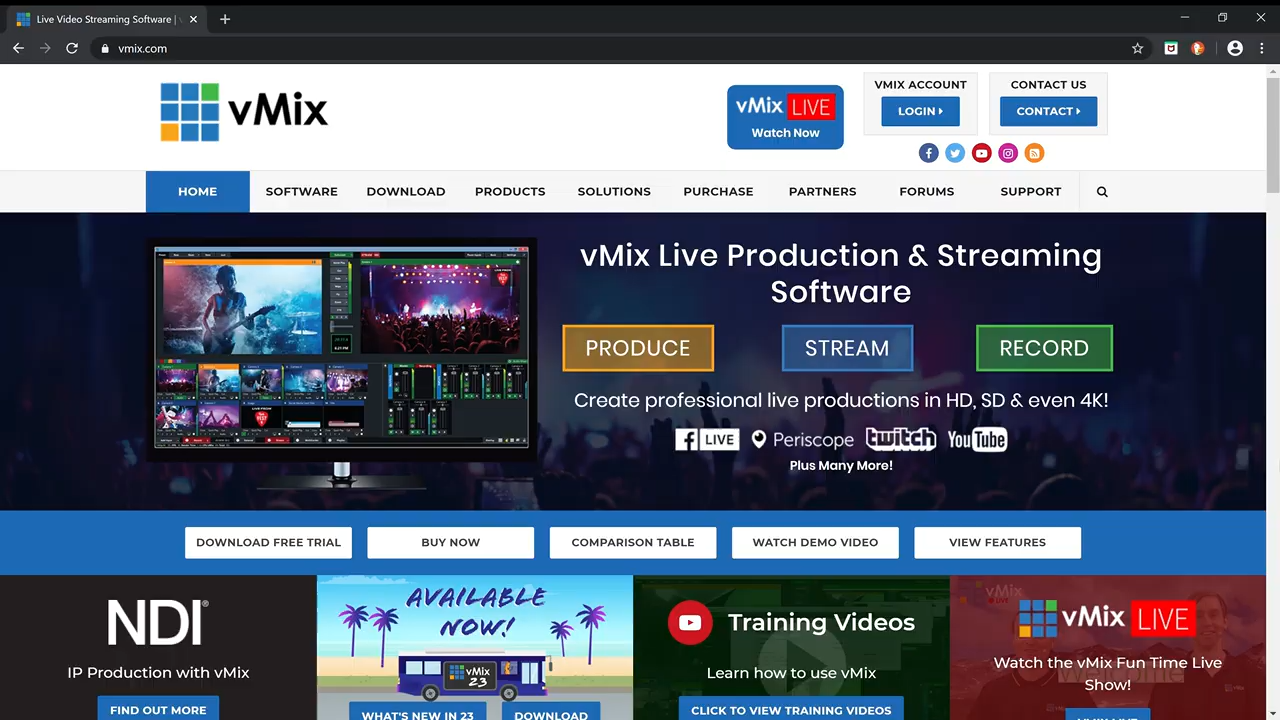 Live Video Streaming Software |
vmix.com
vMix
vMix LIVE
Watch Now
VMIX ACCOUNT
LOGIN
CONTACT US
CONTACT
HOME
SOFTWARE
DOWNLOAD
PRODUCTS
SOLUTIONS
PURCHASE
PARTNERS
FORUMS
SUPPORT
vMix Live Production & Streaming
Software
PRODUCE
STREAM
RECORD
Create professional live productions in HD, SD & even 4K!
LIVE
Periscope
twitch
YouTube
Plus Many More!
DOWNLOAD FREE TRIAL
BUY NOW
COMPARISON TABLE
WATCH DEMO VIDEO
VIEW FEATURES
NDI®
IP Production with vMix
FIND OUT MORE
AVAILABLE
NOW!
vMix
23
WHAT'S NEW IN 23
DOWNLOAD
Training Videos
Learn how to use vMix
CLICK TO VIEW TRAINING VIDEOS
vMix LIVE
Watch the vMix Fun Time Live
Show!
VMIX LIVE